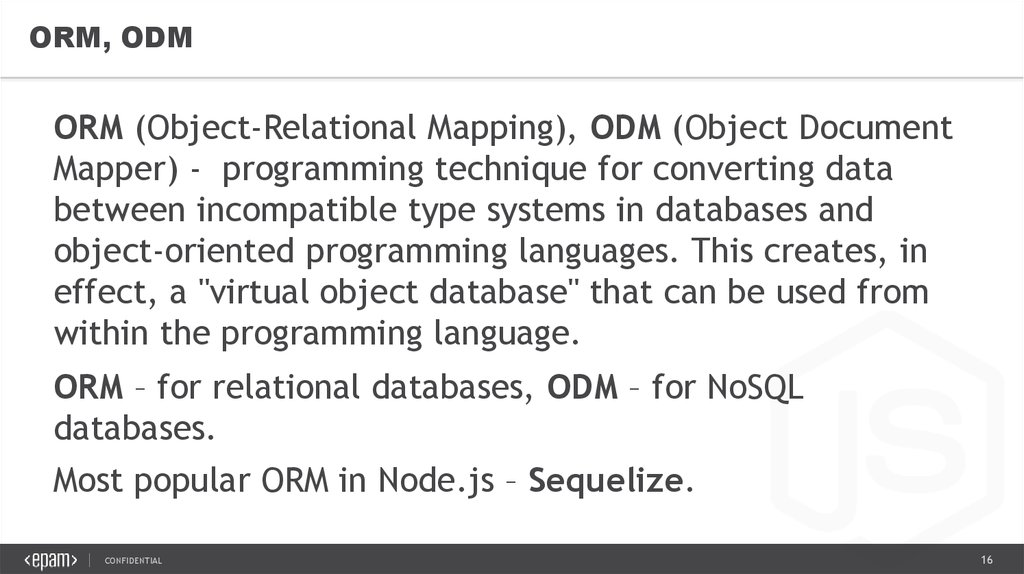 ORM, ODM
ORM (Object-Relational Mapping), ODM (Object Document
Mapper) - programming technique for converting data
between incompatible type systems in databases and
object-oriented programming languages. This creates, in
effect, a "virtual object database" that can be used from
within the programming language.
ORM – for relational databases, ODM – for NoSQL
databases.
Most popular ORM in Node.js – Sequelize.
JS
<epam> CONFIDENTIAL 16